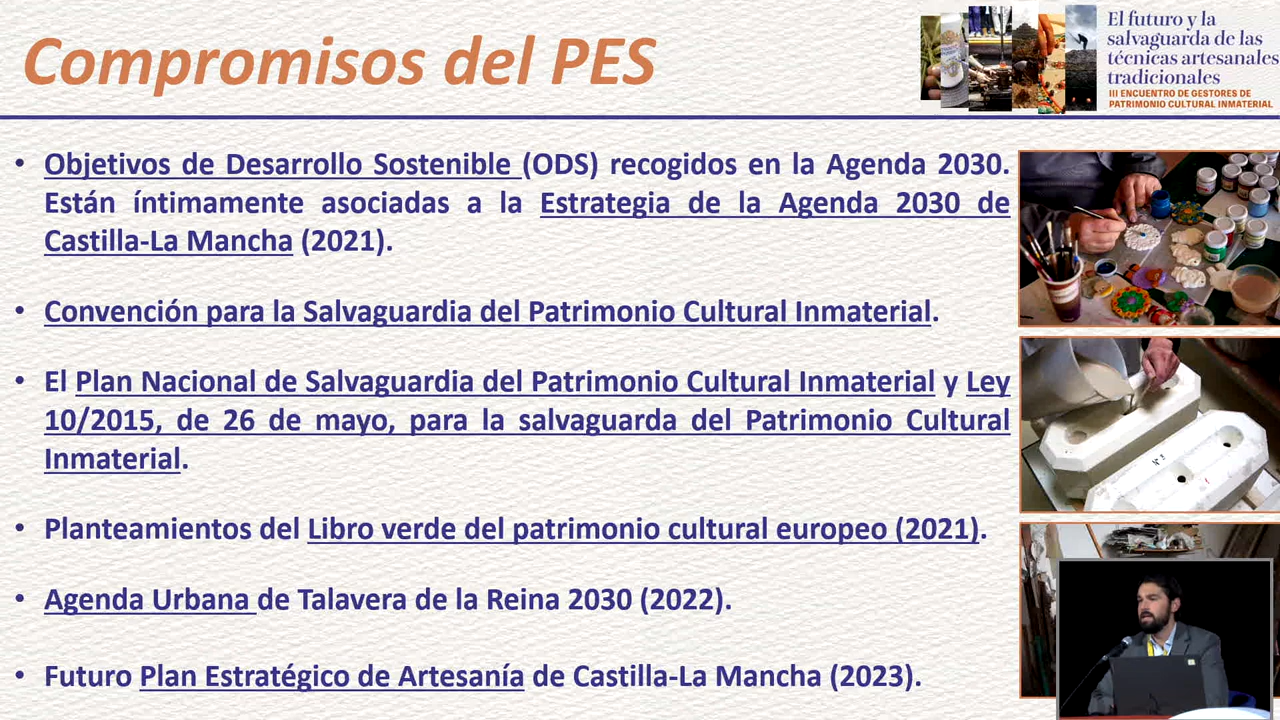 Compromisos del PES
El futuro y la
salvaguarda de las
técnicas artesanales
tradicionales
III ENCUENTRO DE GESTORES DE
PATRIMONIO CULTURAL INMATERIAL
• Objetivos de Desarrollo Sostenible (ODS) recogidos en la Agenda 2030.
Están íntimamente asociadas a la Estrategia de la Agenda 2030 de
Castilla-La Mancha (2021).
• Convención para la Salvaguardia del Patrimonio Cultural Inmaterial.
• El Plan Nacional de Salvaguardia del Patrimonio Cultural Inmaterial y Ley
10/2015, de 26 de mayo, para la salvaguarda del Patrimonio Cultural
Inmaterial.
• Planteamientos del Libro verde del patrimonio cultural europeo (2021).
• Agenda Urbana de Talavera de la Reina 2030 (2022).
• Futuro Plan Estratégico de Artesanía de Castilla-La Mancha (2023).